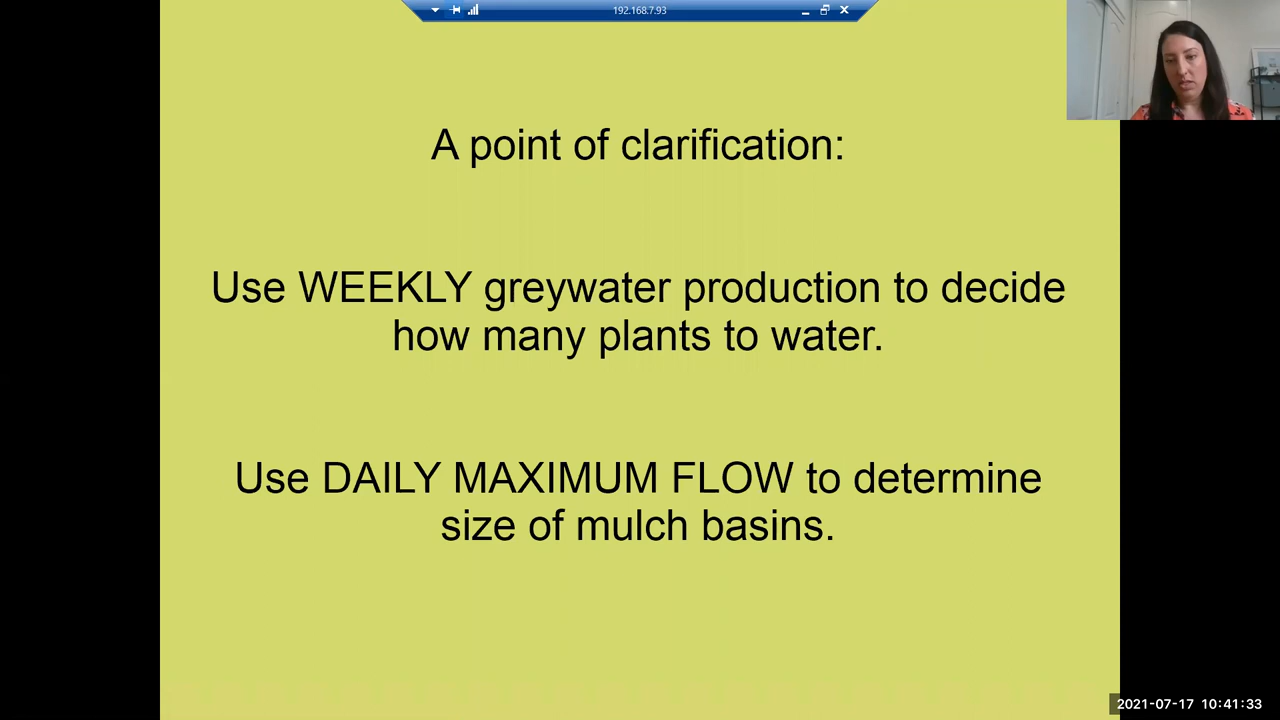 192.168.7.93
A point of clarification:
Use WEEKLY greywater production to decide
how many plants to water.
Use DAILY MAXIMUM FLOW to determine
size of mulch basins.
2021-07-17 10:41:33